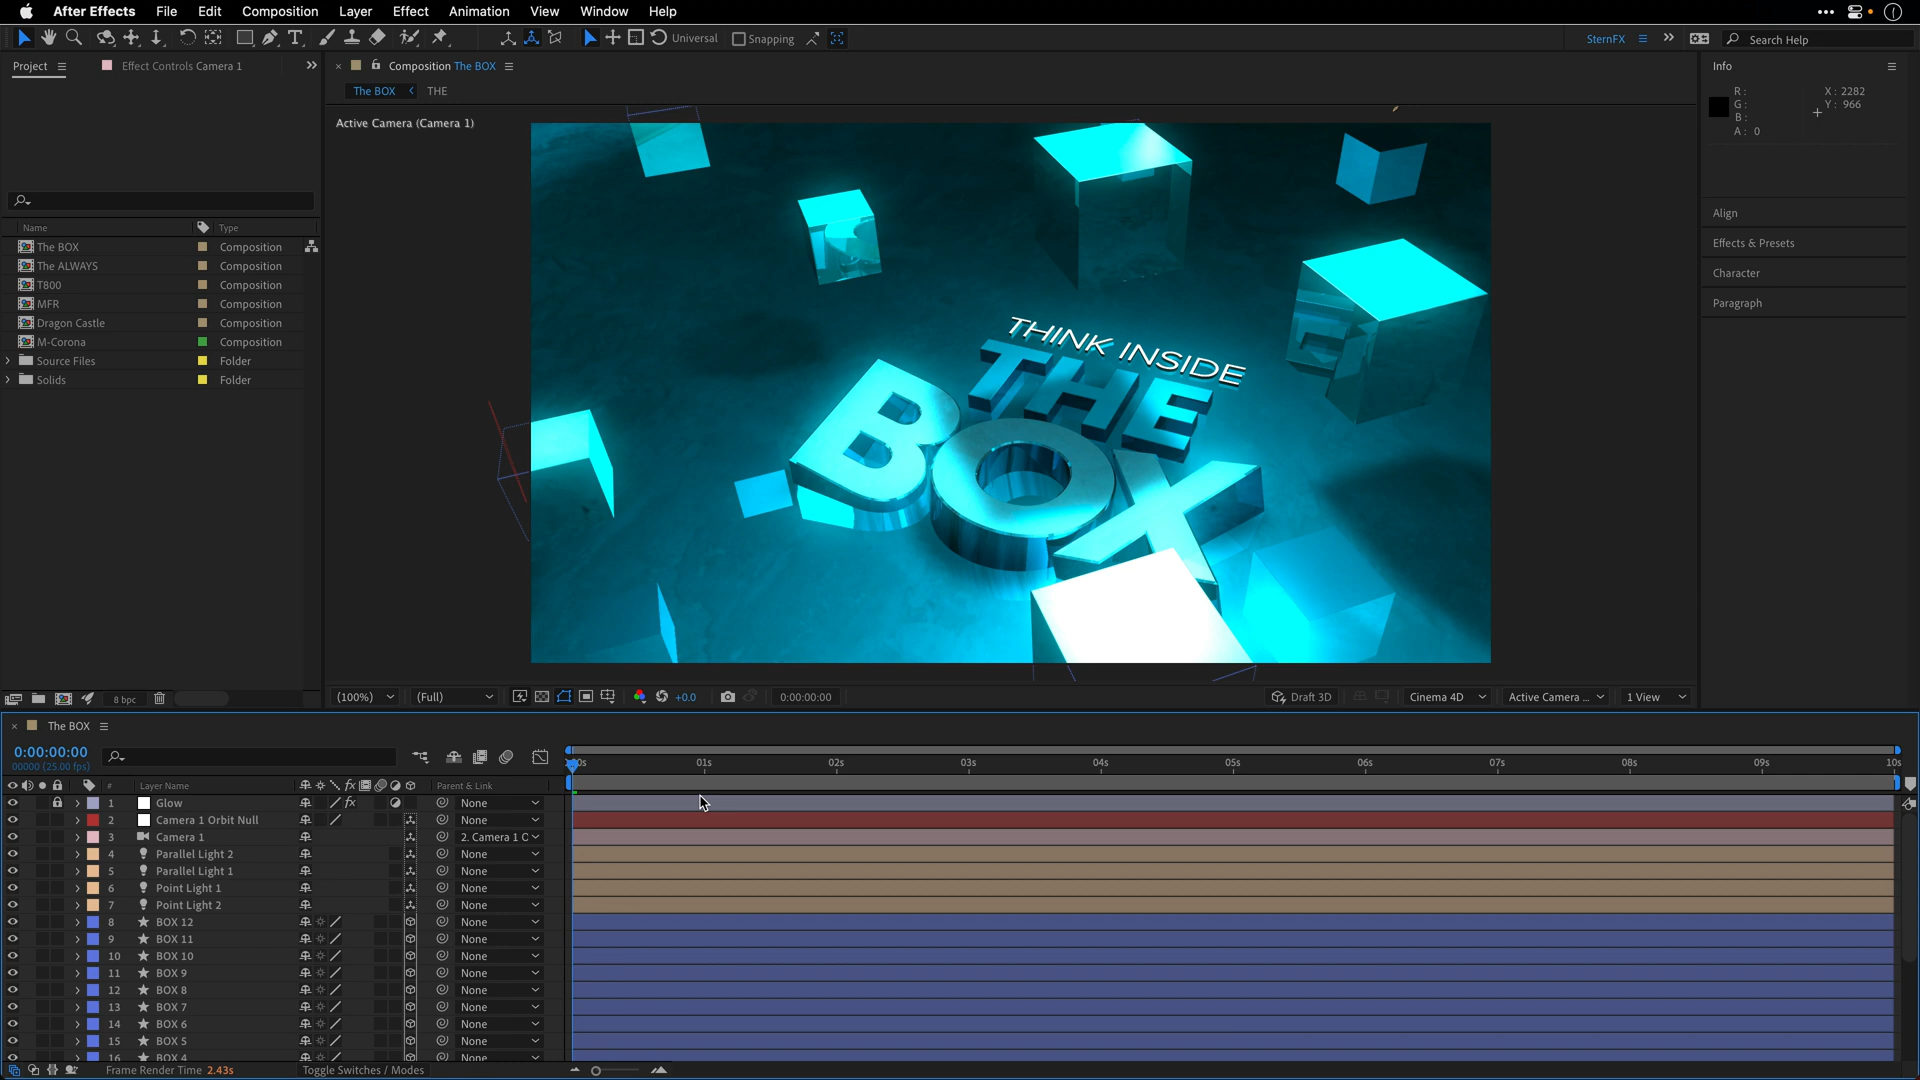 After Effects File Edit Composition Layer Effect Animation View Window Help
Universal Snapping SternFX Search Help
Project Effect Controls Camera 1
Composition The BOX
Info
The BOX THE
R: X: 2282
G: Y: 966
B:
A: 0
Active Camera (Camera 1)
Name Type
The BOX Composition
The ALWAYS Composition
T800 Composition
MFR Composition
Dragon Castle Composition
M-Corona Composition
Source Files Folder
Solids Folder
Align
Effects & Presets
Character
Paragraph
THINK INSIDE
THE
BOX
8 bpc
(100%) (Full) +0.0 0:00:00:00 Draft 3D Cinema 4D Active Camera ... 1 View
The BOX
0:00:00:00
00000 (25.00 fps)
01s 02s 03s 04s 05s 06s 07s 08s 09s 10s
# Layer Name Parent & Link
1 Glow None
2 Camera 1 Orbit Null None
3 Camera 1 2. Camera 1 O
4 Parallel Light 2 None
5 Parallel Light 1 None
6 Point Light 1 None
7 Point Light 2 None
8 BOX 12 None
9 BOX 11 None
10 BOX 10 None
11 BOX 9 None
12 BOX 8 None
13 BOX 7 None
14 BOX 6 None
15 BOX 5 None
16 BOX 4 None
Frame Render Time 2.43s Toggle Switches / Modes